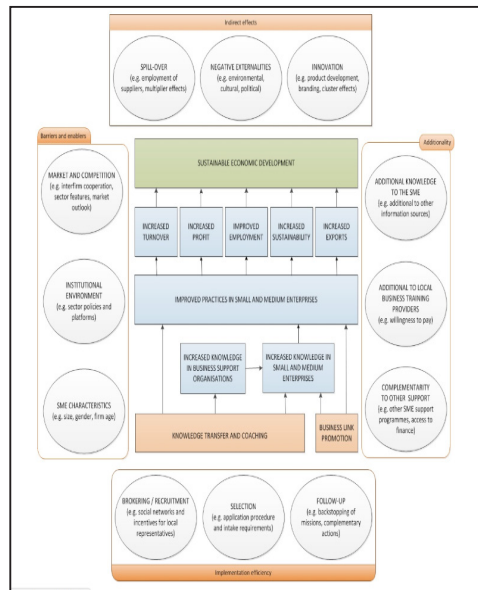 Indirect effects
SPILL-OVER
(e.g. employment of
suppliers, multiplier effects)
NEGATIVE EXTERNALITIES
(e.g. environmental,
cultural, political)
INNOVATION
(e.g. product development,
branding, cluster effects)
Barriers and enablers
MARKET AND COMPETITION
(e.g. interfirm cooperation,
sector features, market
outlook)
INSTITUTIONAL
ENVIRONMENT
(e.g. sector policies and
platforms)
SME CHARACTERISTICS
(e.g. size, gender, firm age)
SUSTAINABLE ECONOMIC DEVELOPMENT
INCREASED
TURNOVER
INCREASED
PROFIT
IMPROVED
EMPLOYMENT
INCREASED
SUSTAINABILITY
INCREASED
EXPORTS
IMPROVED PRACTICES IN SMALL AND MEDIUM ENTERPRISES
INCREASED KNOWLEDGE
IN BUSINESS SUPPORT
ORGANISATIONS
INCREASED KNOWLEDGE IN
SMALL AND MEDIUM
ENTERPRISES
KNOWLEDGE TRANSFER AND COACHING
BUSINESS LINK
PROMOTION
Additionality
ADDITIONAL KNOWLEDGE
TO THE SME
(e.g. additional to other
information sources)
ADDITIONAL TO LOCAL
BUSINESS TRAINING
PROVIDERS
(e.g. willingness to pay)
COMPLEMENTARITY
TO OTHER SUPPORT
(e.g. other SME support
programmes, access to
finance)
BROKERING / RECRUITMENT
(e.g. social networks and
incentives for local
representatives)
SELECTION
(e.g. application procedure
and intake requirements)
FOLLOW-UP
(e.g. backstopping of
missions, complementary
actions)
Implementation efficiency